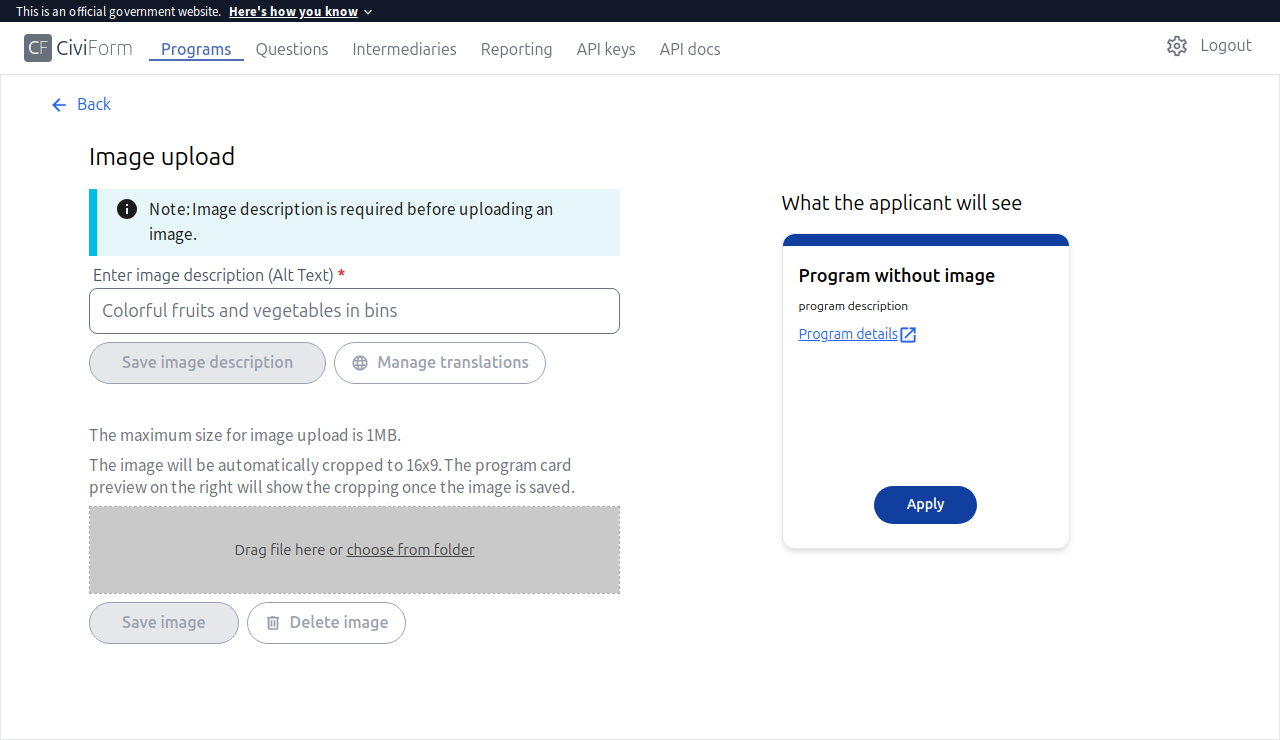 This is an official government website. Here's how you know
CF CiviForm Programs Questions Intermediaries Reporting API keys API docs Logout
Back
Image upload
Note: Image description is required before uploading an
image.
Enter image description (Alt Text) *
Colorful fruits and vegetables in bins
Save image description Manage translations
The maximum size for image upload is 1MB.
The image will be automatically cropped to 16x9. The program card
preview on the right will show the cropping once the image is saved.
Drag file here or choose from folder
Save image Delete image
What the applicant will see
Program without image
program description
Program details
Apply